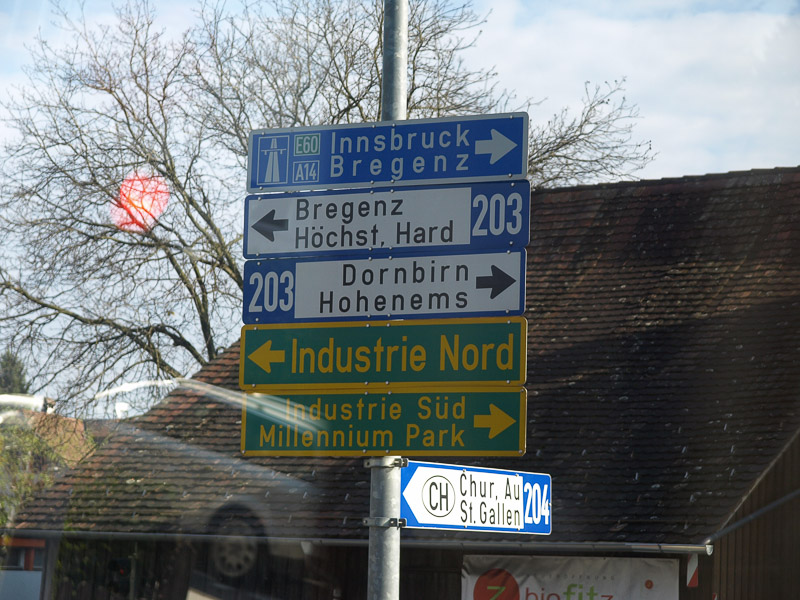 E60 Innsbruck
A14 Bregenz
Bregenz
Höchst, Hard 203
203 Dornbirn
Hohenems
Industrie Nord
Industrie Süd
Millennium Park
CH Chur, Au
St. Gallen 204
biofitz